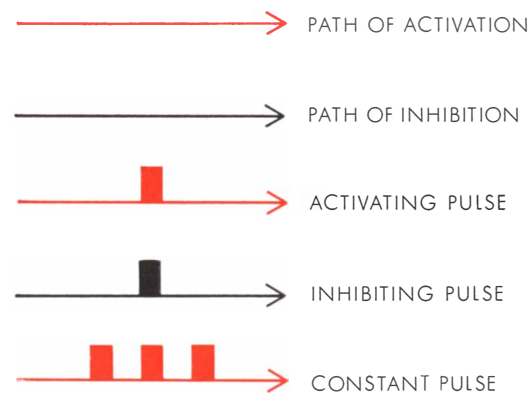 PATH OF ACTIVATION
PATH OF INHIBITION
ACTIVATING PULSE
INHIBITING PULSE
CONSTANT PULSE